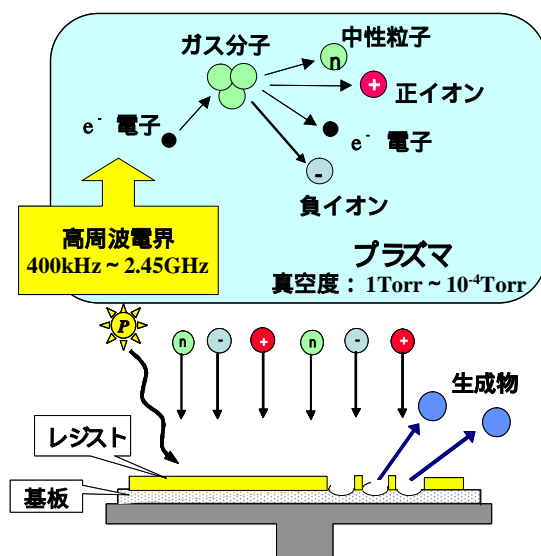 ガス分子
中性粒子
n
+
正イオン
e⁻ 電子
e⁻ 電子
-
負イオン
高周波電界
400kHz ~ 2.45GHz
プラズマ
真空度： 1Torr ~ 10⁻⁴Torr
P
n
-
+
n
-
+
生成物
レジスト
基板